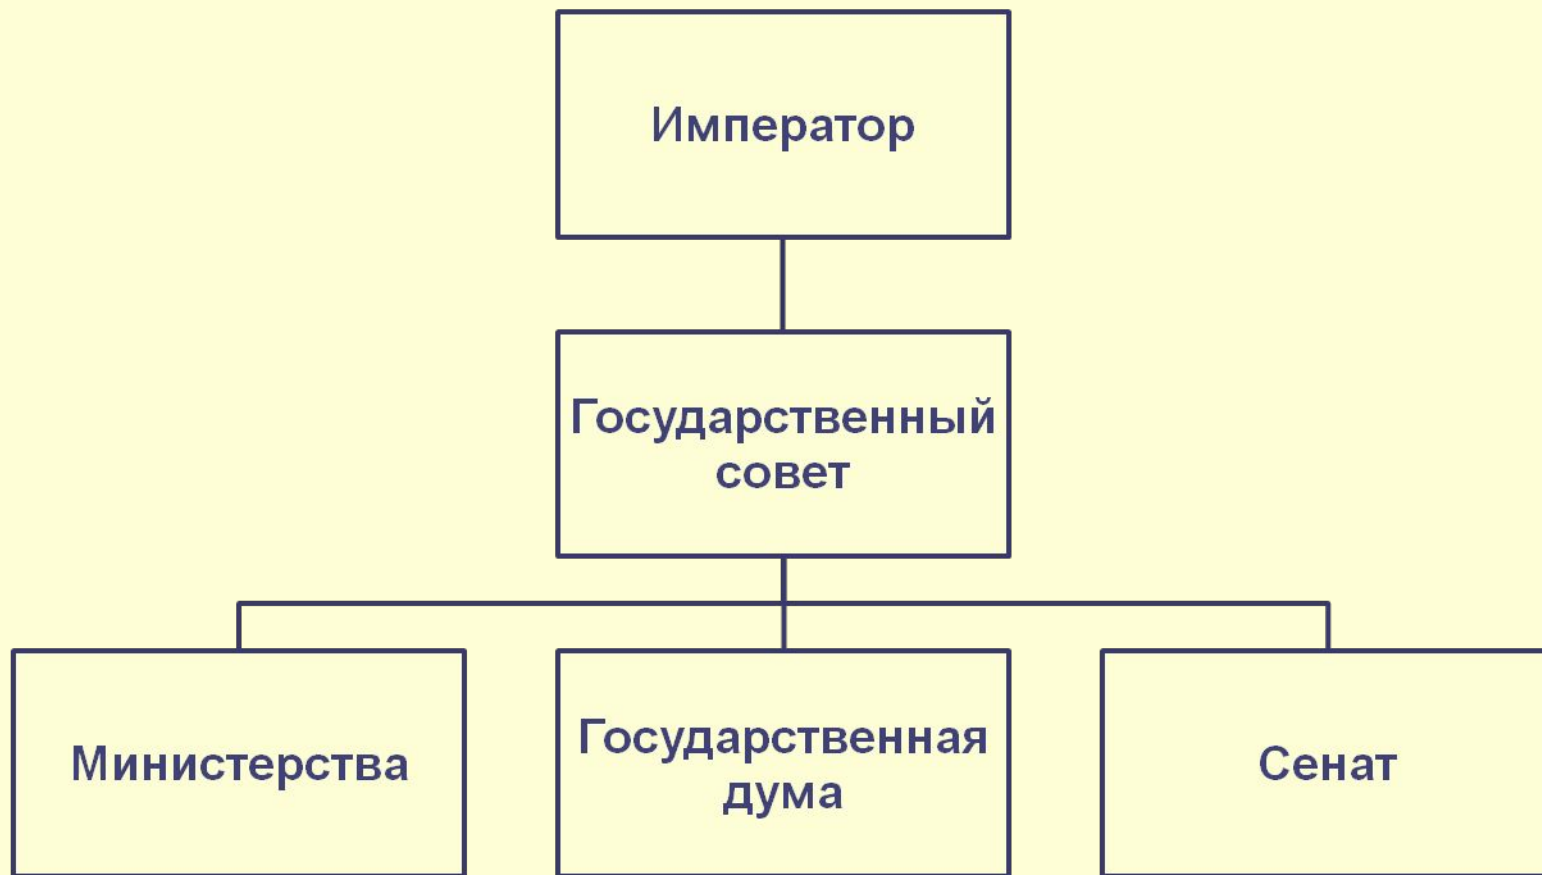 Император
Государственный
совет
Министерства
Государственная
дума
Сенат